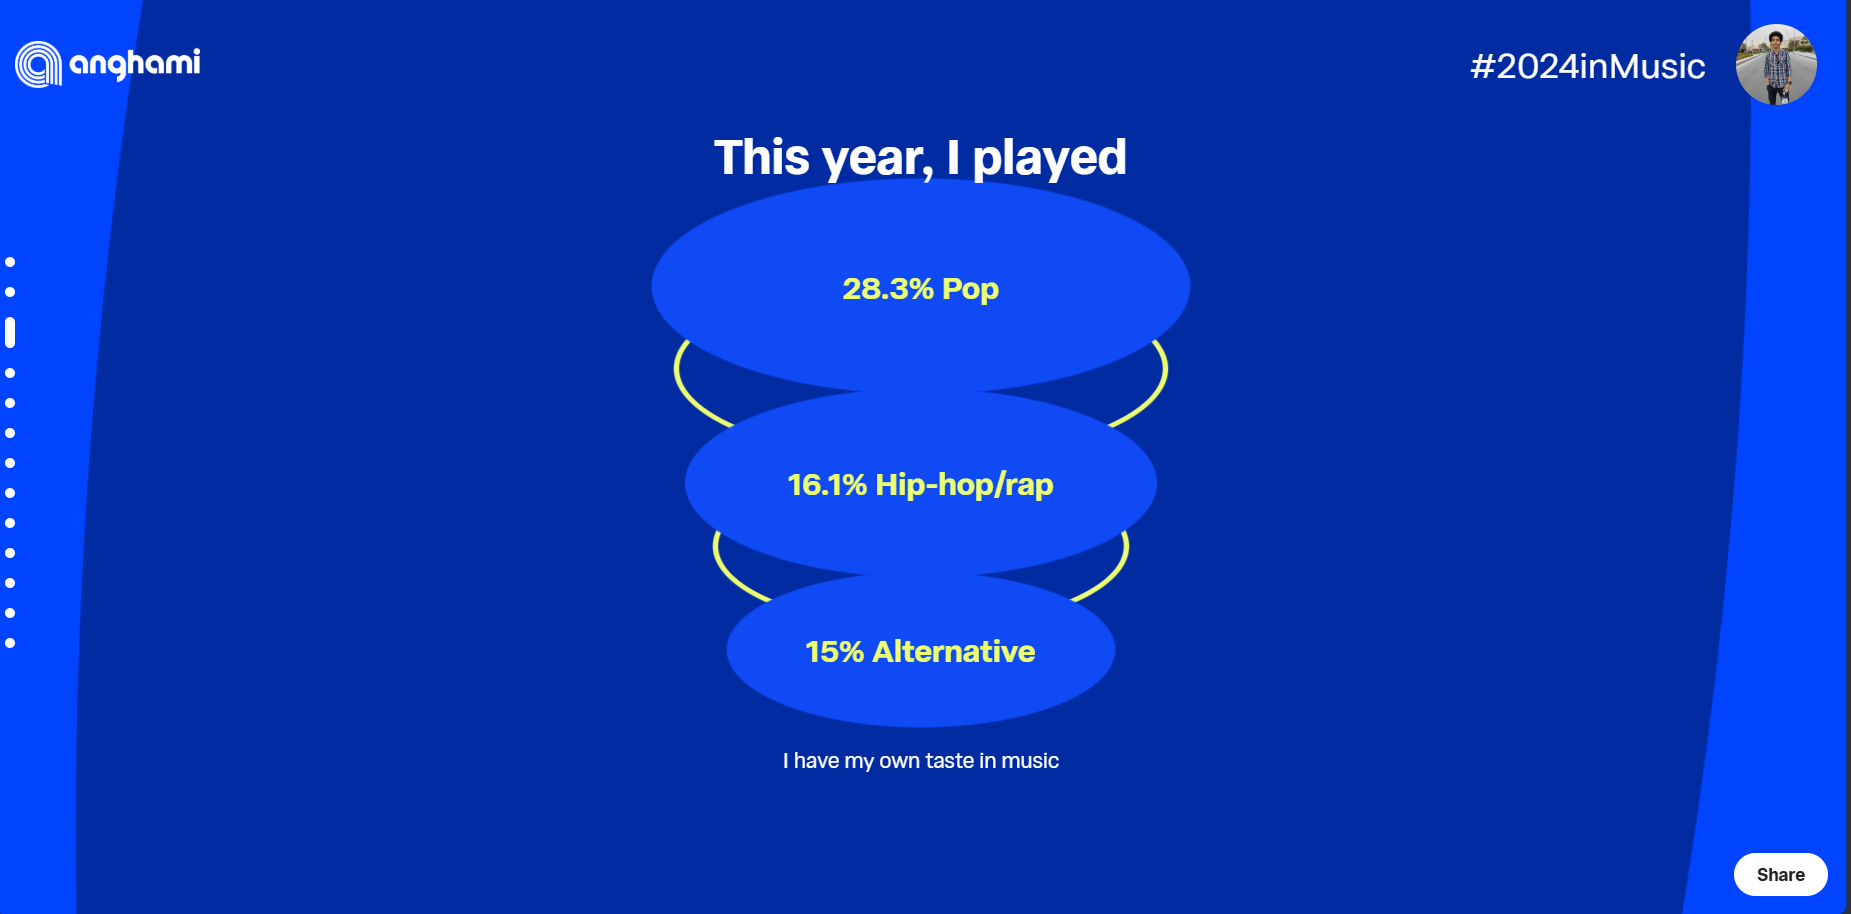 anghami
#2024inMusic
This year, I played
28.3% Pop
16.1% Hip-hop/rap
15% Alternative
I have my own taste in music
Share